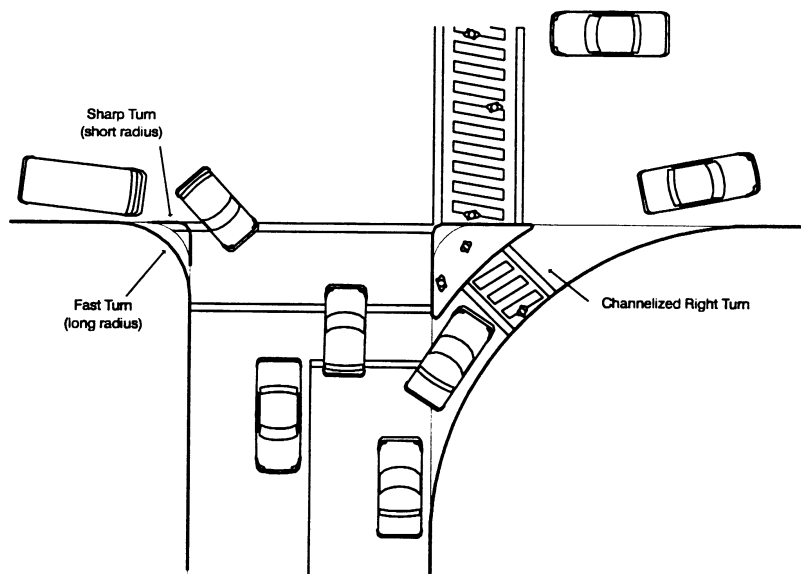 Sharp Turn
(short radius)
Fast Turn
(long radius)
Channelized Right Turn